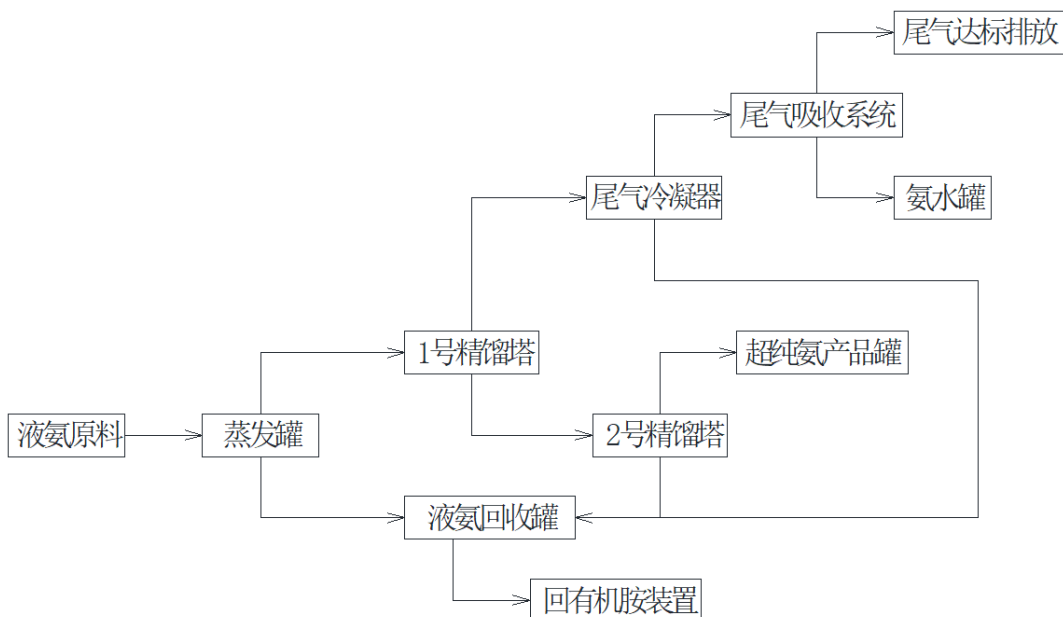 尾气达标排放
尾气吸收系统
尾气冷凝器
氨水罐
1号精馏塔
超纯氨产品罐
液氨原料
蒸发罐
2号精馏塔
液氨回收罐
回有机胺装置